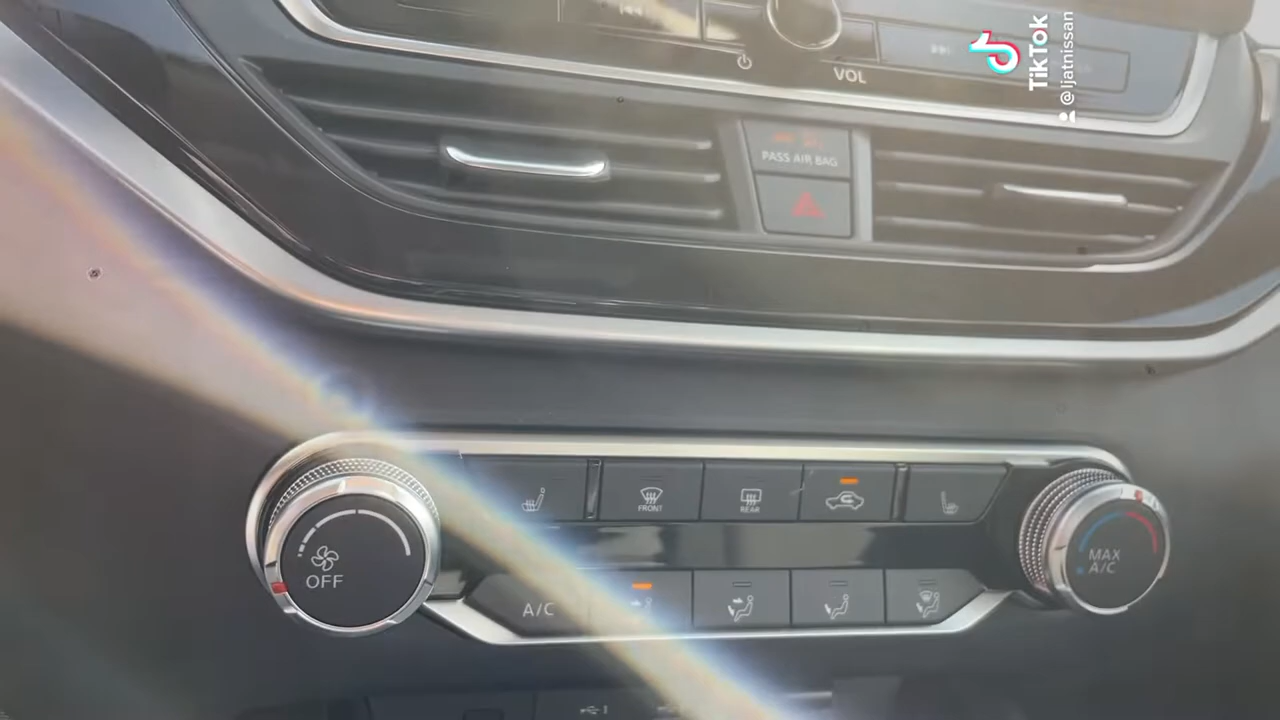 VOL
TikTok
@ljatnissan
PASS AIR BAG
FRONT
REAR
OFF
MAX
A/C
A/C